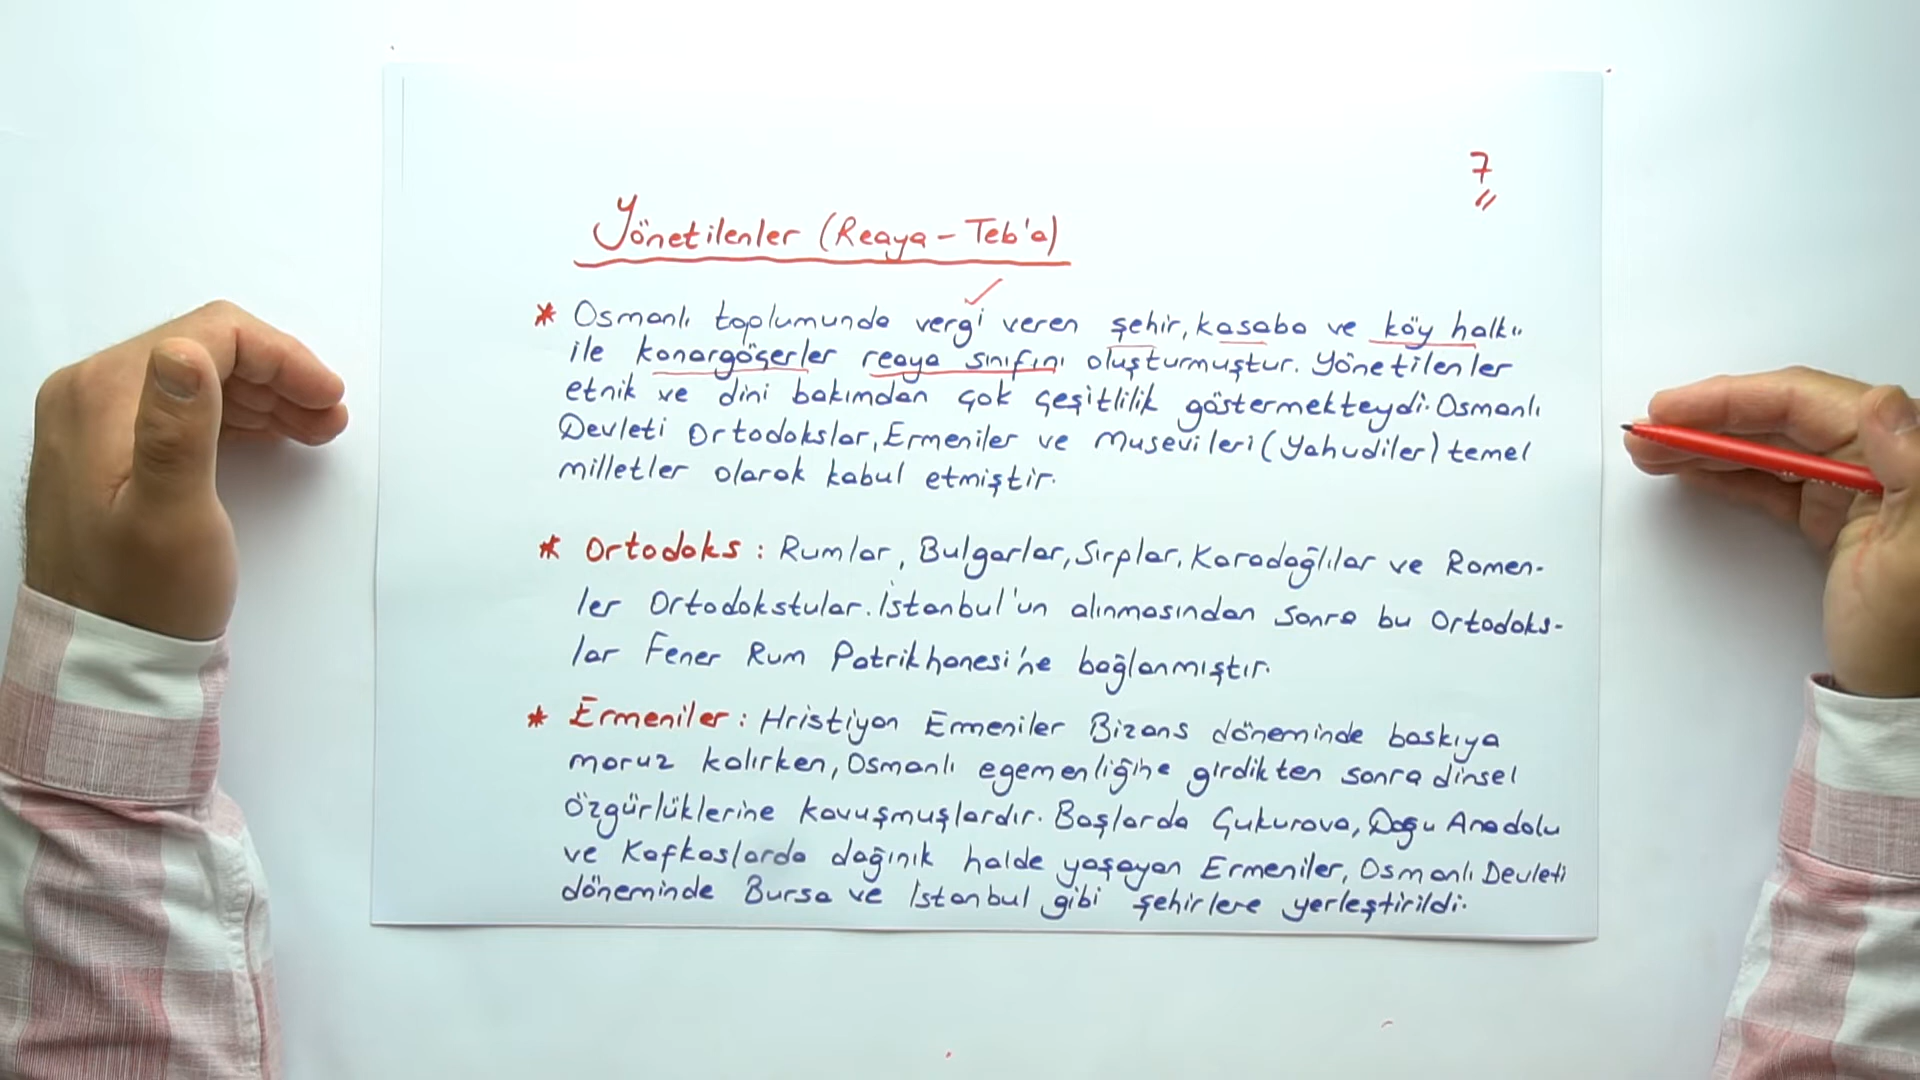 7
Yönetilenler (Reaya - Teb'a)
* Osmanlı toplumunda vergi veren şehir, kasaba ve köy halkı
ile konargöçerler reaya sınıfını oluşturmuştur. Yönetilenler
etnik ve dini bakımdan çok çeşitlilik göstermekteydi. Osmanlı
Devleti Ortodokslar, Ermeniler ve Musevileri (Yahudiler) temel
milletler olarak kabul etmiştir.
* Ortodoks : Rumlar, Bulgarlar, Sırplar, Karadağlılar ve Romen-
ler Ortodokstular. İstanbul'un alınmasından sonra bu Ortodoks-
lar Fener Rum Patrikhanesi'ne bağlanmıştır.
* Ermeniler : Hristiyan Ermeniler Bizans döneminde baskıya
maruz kalırken, Osmanlı egemenliğine girdikten sonra dinsel
özgürlüklerine kavuşmuşlardır. Başlarda Çukurova, Doğu Anadolu
ve Kafkaslarda dağınık halde yaşayan Ermeniler, Osmanlı Devleti
döneminde Bursa ve İstanbul gibi şehirlere yerleştirildi.